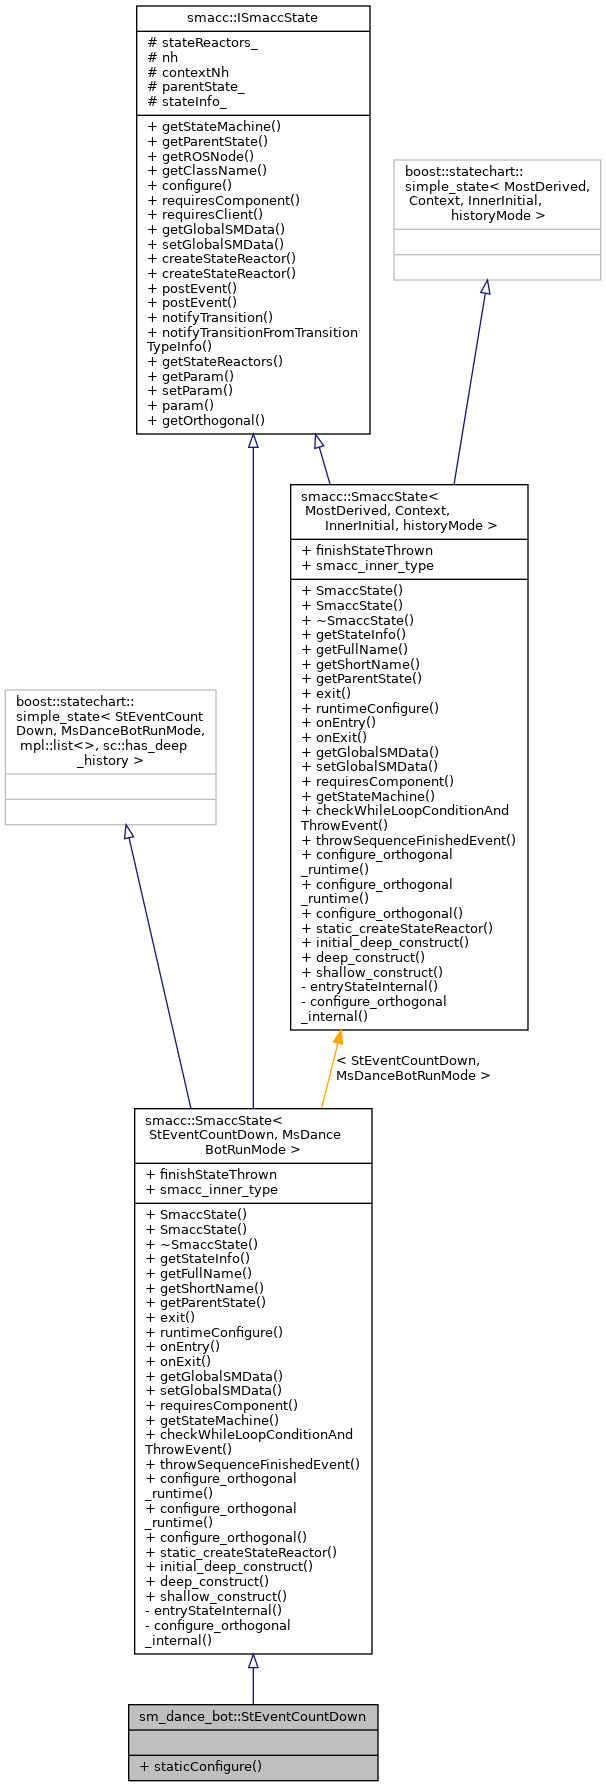 smacc::ISmaccState
# stateReactors_
# nh
# contextNh
# parentState_
# stateInfo_
+ getStateMachine()
+ getParentState()
+ getROSNode()
+ getClassName()
+ configure()
+ requiresComponent()
+ requiresClient()
+ getGlobalSMData()
+ setGlobalSMData()
+ createStateReactor()
+ createStateReactor()
+ postEvent()
+ postEvent()
+ notifyTransition()
+ notifyTransitionFromTransition
TypeInfo()
+ getStateReactors()
+ getParam()
+ setParam()
+ param()
+ getOrthogonal()
boost::statechart::
simple_state< MostDerived,
Context, InnerInitial,
historyMode >
smacc::SmaccState<
MostDerived, Context,
InnerInitial, historyMode >
+ finishStateThrown
+ smacc_inner_type
+ SmaccState()
+ SmaccState()
+ ~SmaccState()
+ getStateInfo()
+ getFullName()
+ getShortName()
+ getParentState()
+ exit()
+ runtimeConfigure()
+ onEntry()
+ onExit()
+ getGlobalSMData()
+ setGlobalSMData()
+ requiresComponent()
+ getStateMachine()
+ checkWhileLoopConditionAnd
ThrowEvent()
+ throwSequenceFinishedEvent()
+ configure_orthogonal
_runtime()
+ configure_orthogonal
_runtime()
+ configure_orthogonal()
+ static_createStateReactor()
+ initial_deep_construct()
+ deep_construct()
+ shallow_construct()
- entryStateInternal()
- configure_orthogonal
_internal()
boost::statechart::
simple_state< StEventCount
Down, MsDanceBotRunMode,
mpl::list<>, sc::has_deep
_history >
< StEventCountDown,
MsDanceBotRunMode >
smacc::SmaccState<
StEventCountDown, MsDance
BotRunMode >
+ finishStateThrown
+ smacc_inner_type
+ SmaccState()
+ SmaccState()
+ ~SmaccState()
+ getStateInfo()
+ getFullName()
+ getShortName()
+ getParentState()
+ exit()
+ runtimeConfigure()
+ onEntry()
+ onExit()
+ getGlobalSMData()
+ setGlobalSMData()
+ requiresComponent()
+ getStateMachine()
+ checkWhileLoopConditionAnd
ThrowEvent()
+ throwSequenceFinishedEvent()
+ configure_orthogonal
_runtime()
+ configure_orthogonal
_runtime()
+ configure_orthogonal()
+ static_createStateReactor()
+ initial_deep_construct()
+ deep_construct()
+ shallow_construct()
- entryStateInternal()
- configure_orthogonal
_internal()
sm_dance_bot::StEventCountDown
+ staticConfigure()